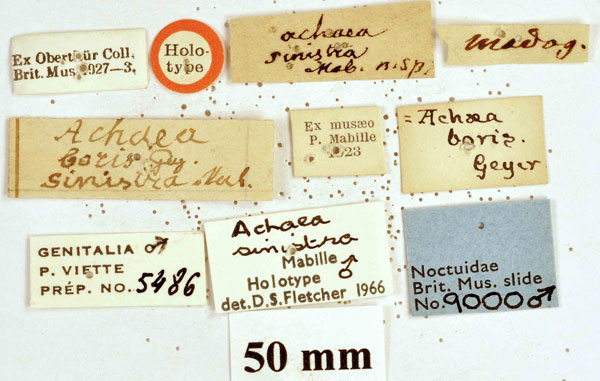 Ex Oberthür Coll.
Brit. Mus. 1927—3.
Holo-
type
achaea
sinistra
Mab. n. sp.
Madag.
Achaea
boris Gey.
sinistra Mab.
Ex musæo
P. Mabille
1923
= Achæa
boris.
Geyer
GENITALIA ♂
P. VIETTE
PRÉP. NO. 5486
Achaea
sinistra
Mabille
Holotype ♂
det. D.S. Fletcher 1966
Noctuidae
Brit. Mus. slide
No. 9000 ♂
50 mm